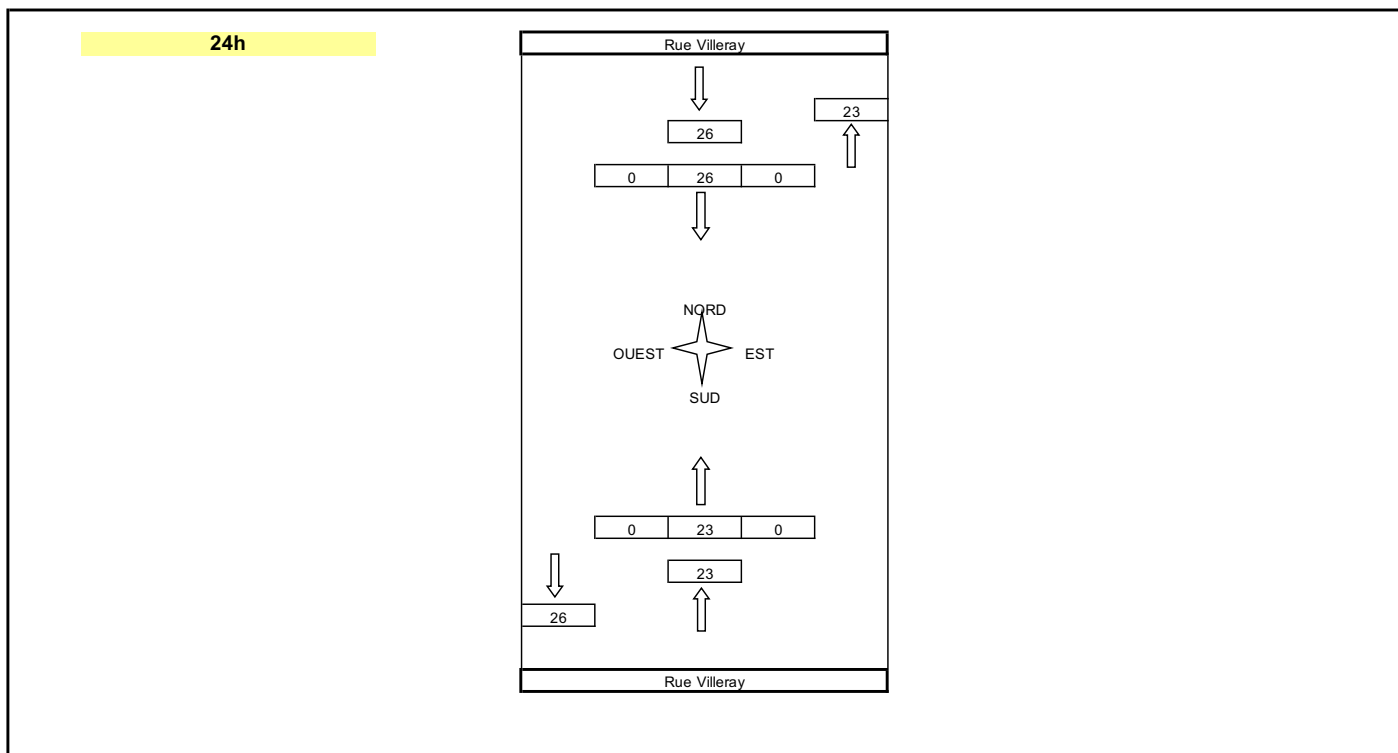 24h
Rue Villeray
23
26
0 26 0
NORD
OUEST EST
SUD
0 23 0
23
26
Rue Villeray